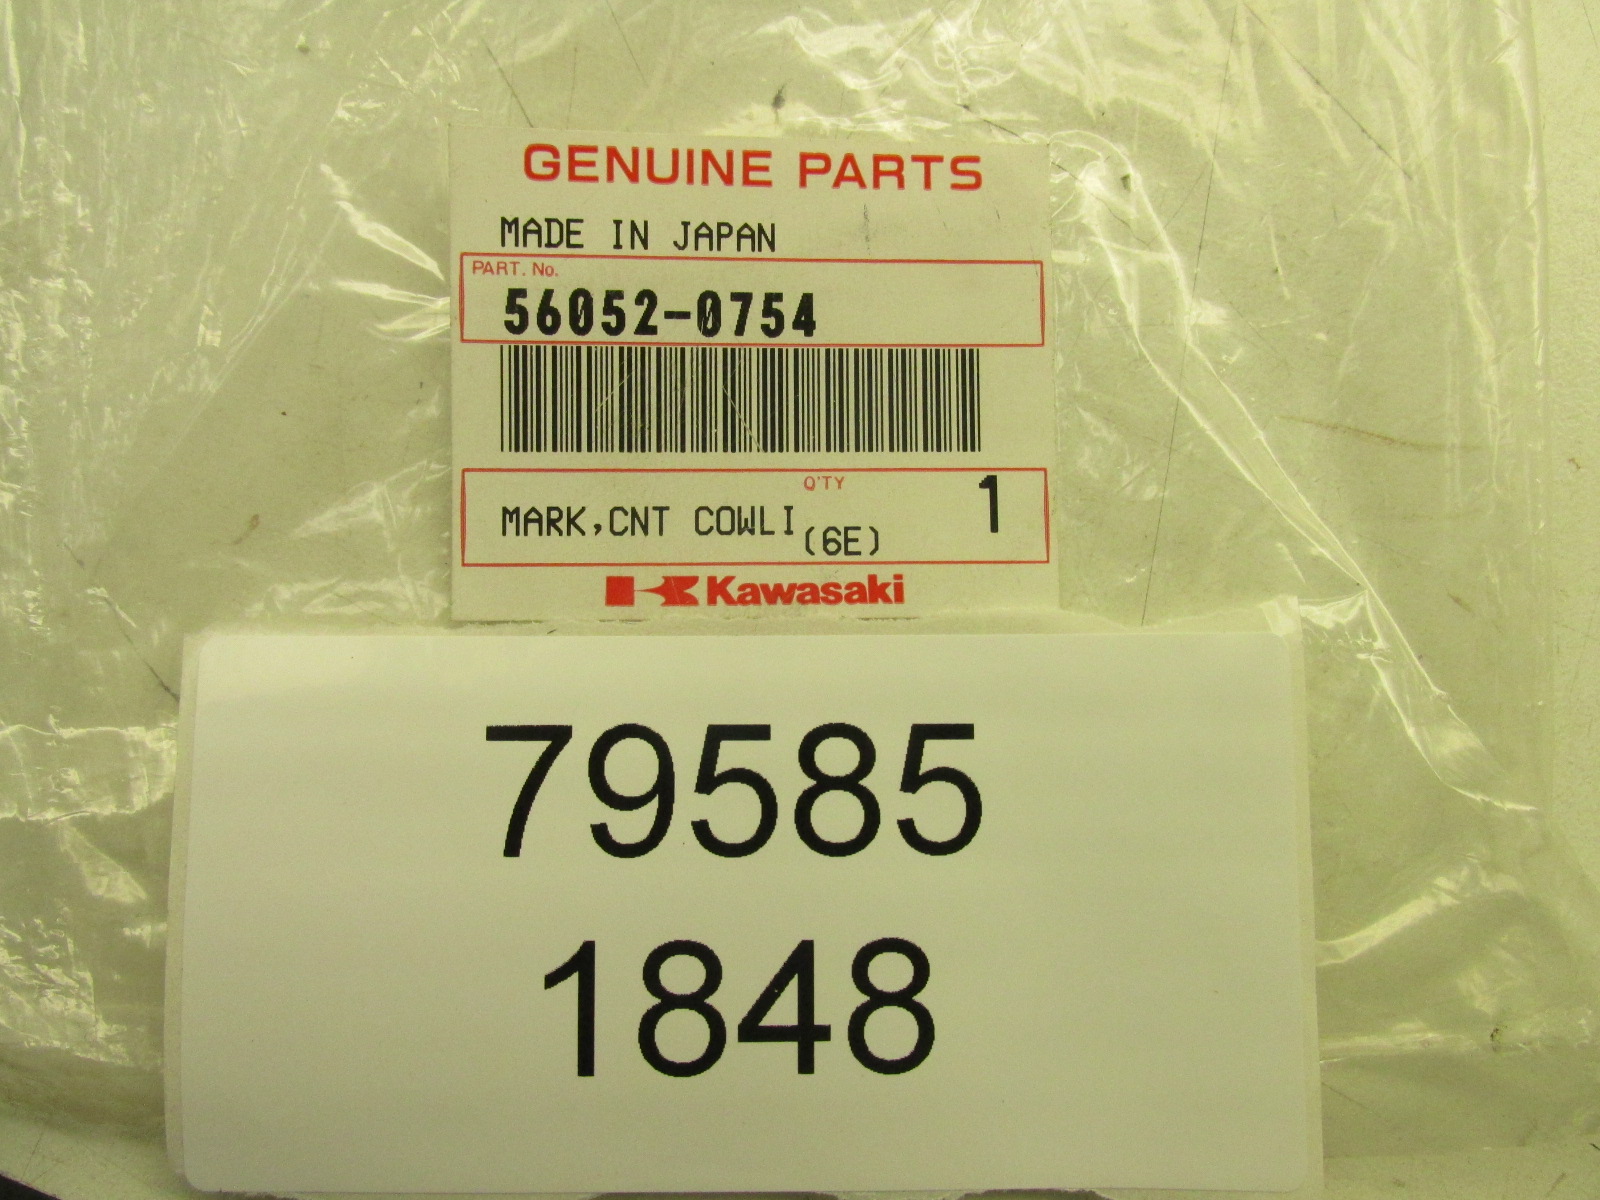 GENUINE PARTS
MADE IN JAPAN
PART. No.
56052-0754
Q'TY
MARK,CNT COWLI (6E) 1
Kawasaki
79585
1848